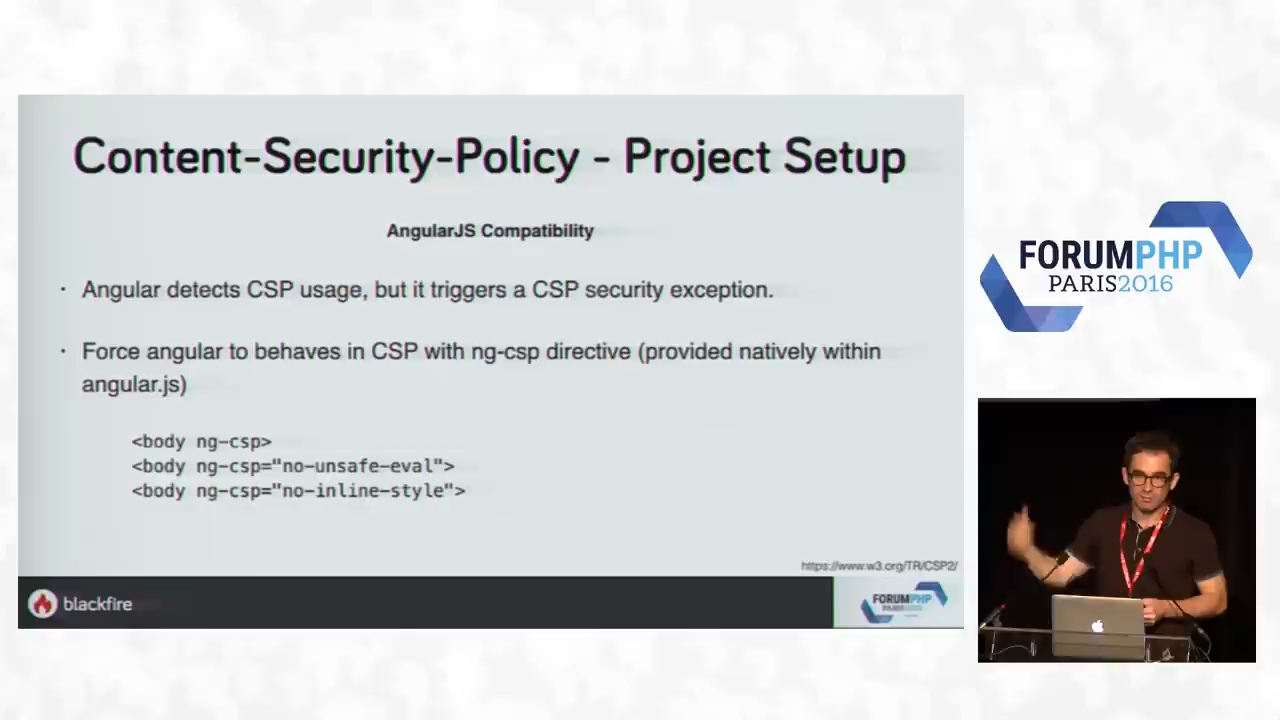 Content-Security-Policy - Project Setup
AngularJS Compatibility
· Angular detects CSP usage, but it triggers a CSP security exception.
· Force angular to behaves in CSP with ng-csp directive (provided natively within
angular.js)
<body ng-csp>
<body ng-csp="no-unsafe-eval">
<body ng-csp="no-inline-style">
https://www.w3.org/TR/CSP2/
blackfire
FORUMPHP
PARIS2016
FORUMPHP
PARIS2016